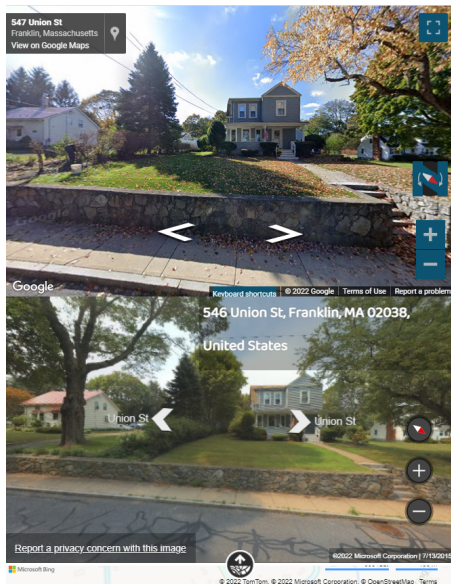 547 Union St
Franklin, Massachusetts
View on Google Maps
Google
Keyboard shortcuts
© 2022 Google
Terms of Use
Report a problem
546 Union St, Franklin, MA 02038,
United States
Union St
Union St
Report a privacy concern with this image
©2022 Microsoft Corporation | 7/13/2015
Microsoft Bing
© 2022 TomTom, © 2022 Microsoft Corporation, © OpenStreetMap Terms